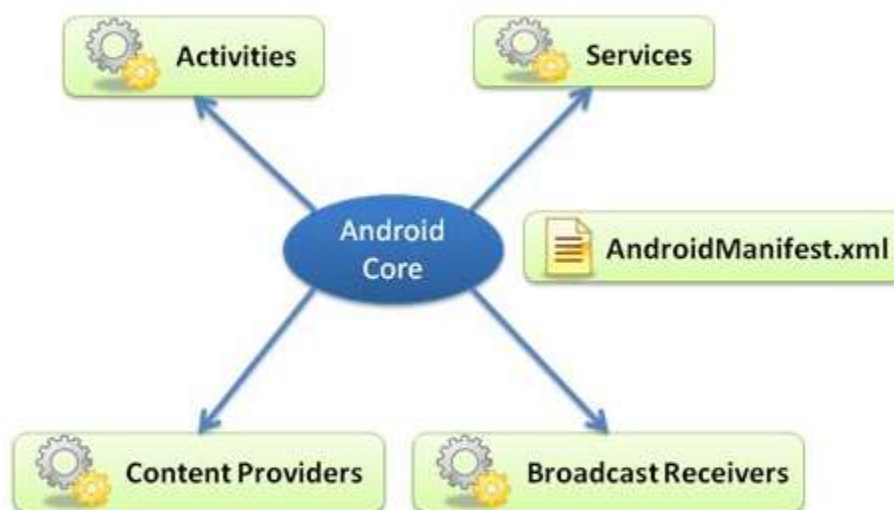 Activities
Services
Android
Core
AndroidManifest.xml
Content Providers
Broadcast Receivers